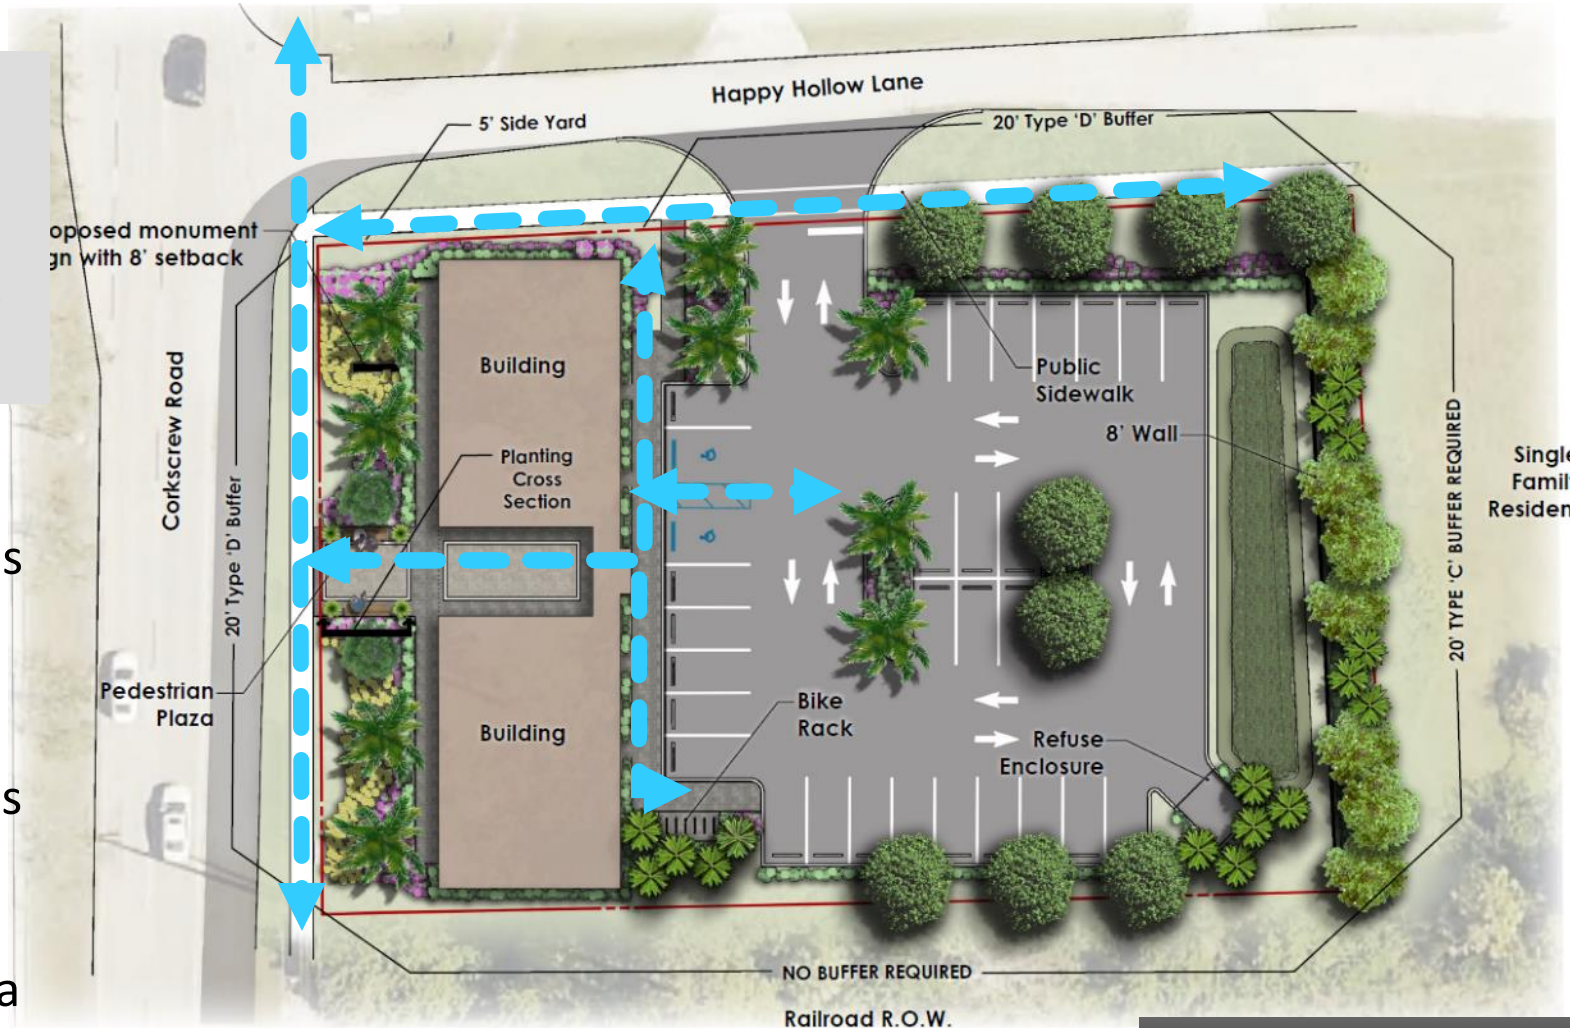 Happy Hollow Lane
5' Side Yard
20' Type 'D' Buffer
oposed monument
gn with 8' setback
Building
Public
Sidewalk
8' Wall
Corkscrew Road
20' Type 'D' Buffer
Planting
Cross
Section
20' TYPE 'C' BUFFER REQUIRED
Single
Famil
Residen
s
Pedestrian
Plaza
Building
Bike
Rack
Refuse
Enclosure
s
NO BUFFER REQUIRED
a
Railroad R.O.W.